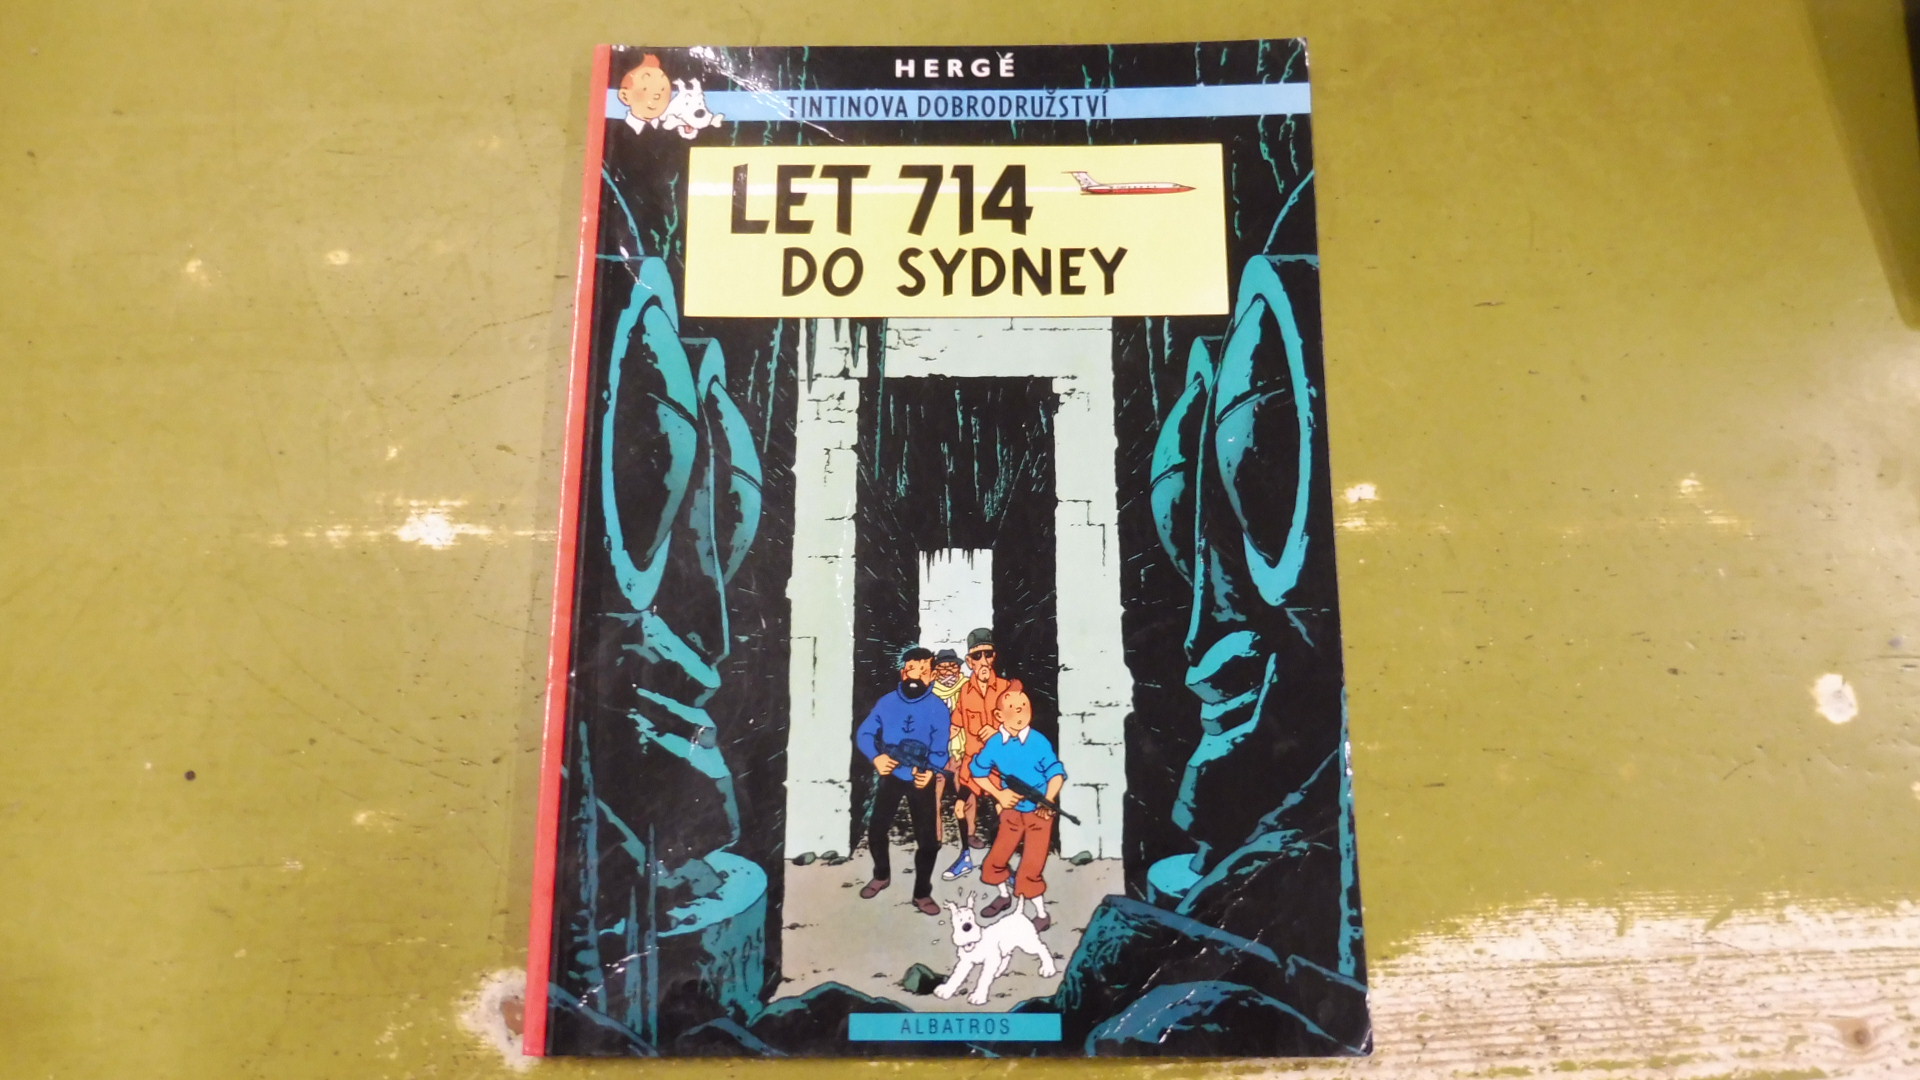 HERGÉ
TINTINOVA DOBRODRUŽSTVÍ
LET 714
DO SYDNEY
ALBATROS